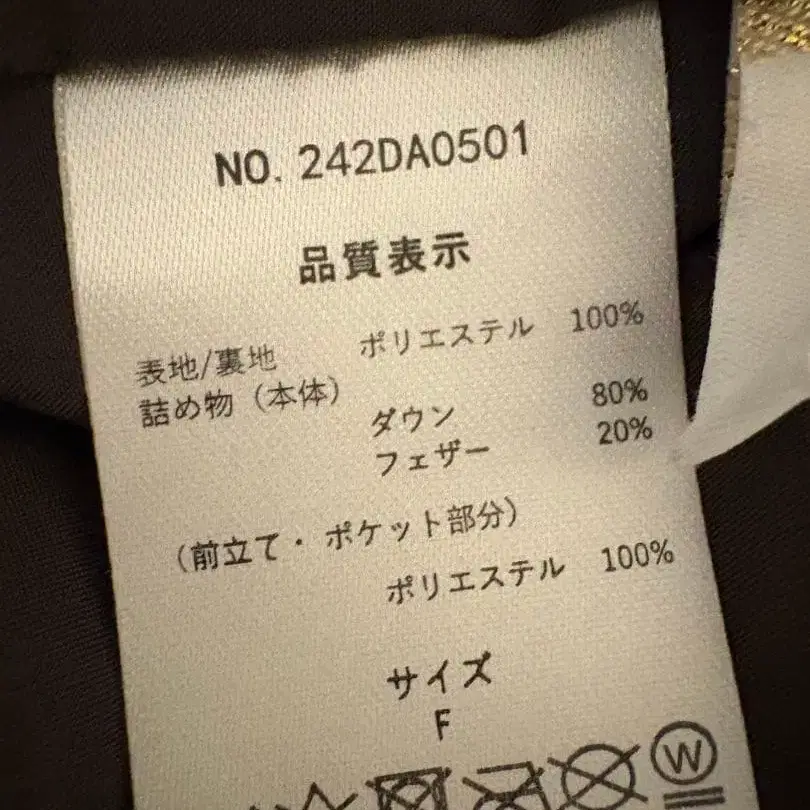 NO. 242DA0501
品質表示
表地/裏地 ポリエステル 100%
詰め物（本体）
ダウン 80%
フェザー 20%
（前立て・ポケット部分）
ポリエステル 100%
サイズ
F
W